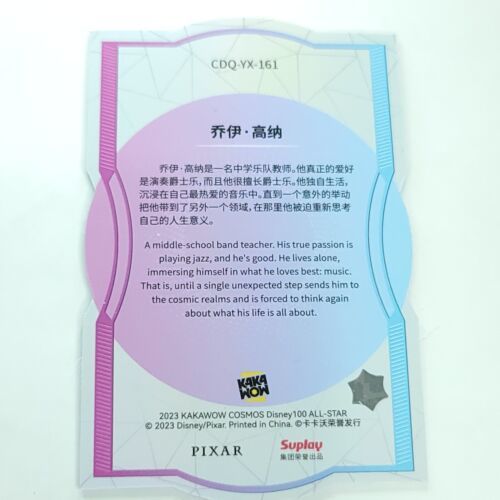 CDQ-YX-161
乔伊·高纳
乔伊·高纳是一名中学乐队教师。他真正的爱好
是演奏爵士乐，而且他很擅长爵士乐。他独自生活，
沉浸在自己最热爱的音乐中。直到一个意外的举动
把他带到了另外一个领域，在那里他被迫重新思考
自己的人生意义。
A middle-school band teacher. His true passion is
playing jazz, and he's good. He lives alone,
immersing himself in what he loves best: music.
That is, until a single unexpected step sends him to
the cosmic realms and is forced to think again
about what his life is all about.
KAKA
WOW
2023 KAKAWOW COSMOS Disney100 ALL-STAR
© 2023 Disney/Pixar. Printed in China. ©卡卡沃荣誉发行
PIXAR
Suplay
集团荣誉出品